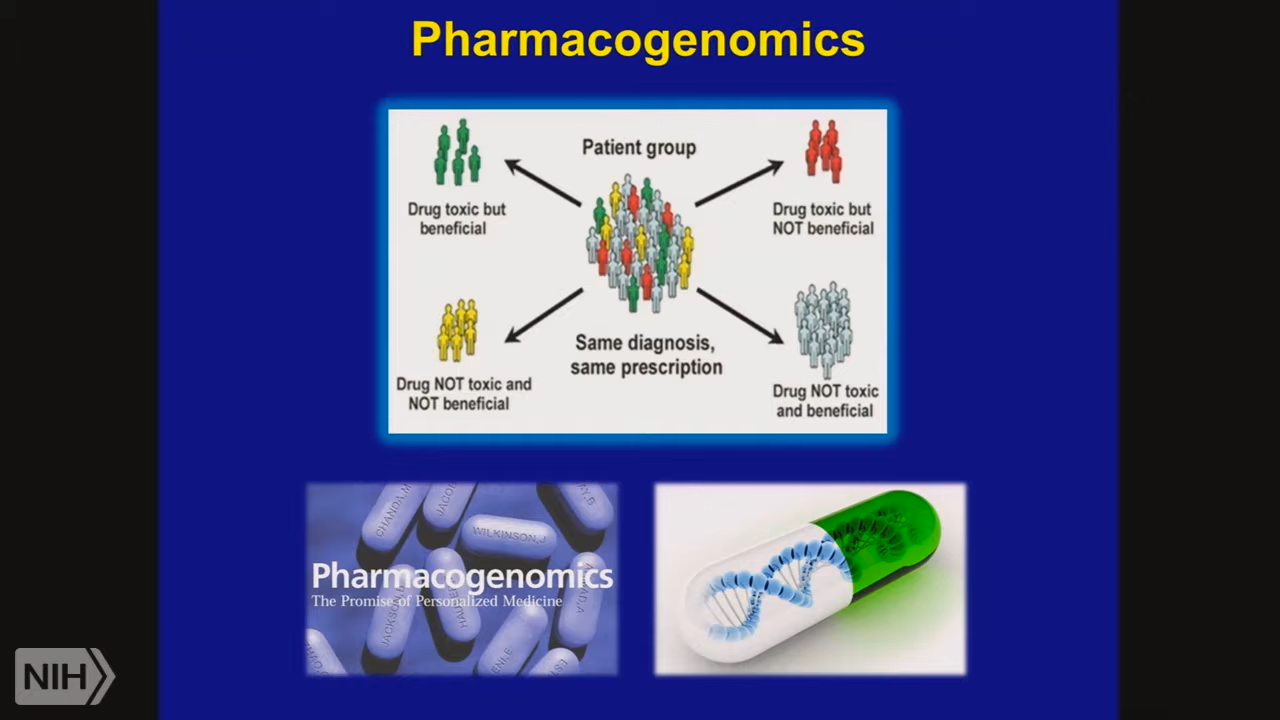 Pharmacogenomics
Patient group
Drug toxic but
beneficial
Drug toxic but
NOT beneficial
Same diagnosis,
same prescription
Drug NOT toxic and
NOT beneficial
Drug NOT toxic
and beneficial
CHANDA,M
WILKINSON,J
Pharmacogenomics
The Promise of Personalized Medicine
NIH